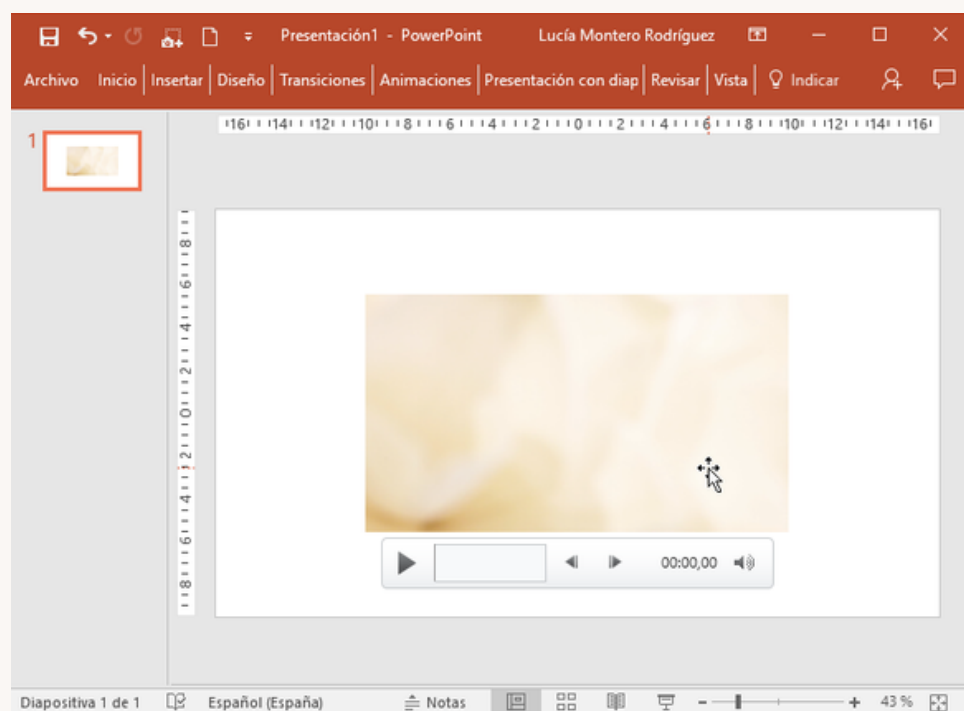 Presentación1 - PowerPoint Lucía Montero Rodríguez
Archivo Inicio Insertar Diseño Transiciones Animaciones Presentación con diap Revisar Vista Indicar
16 14 12 10 8 6 4 2 0 2 4 6 8 10 12 14 16
1
8
6
4
2
0
2
4
6
8
00:00,00
Diapositiva 1 de 1 Español (España) Notas 43 %